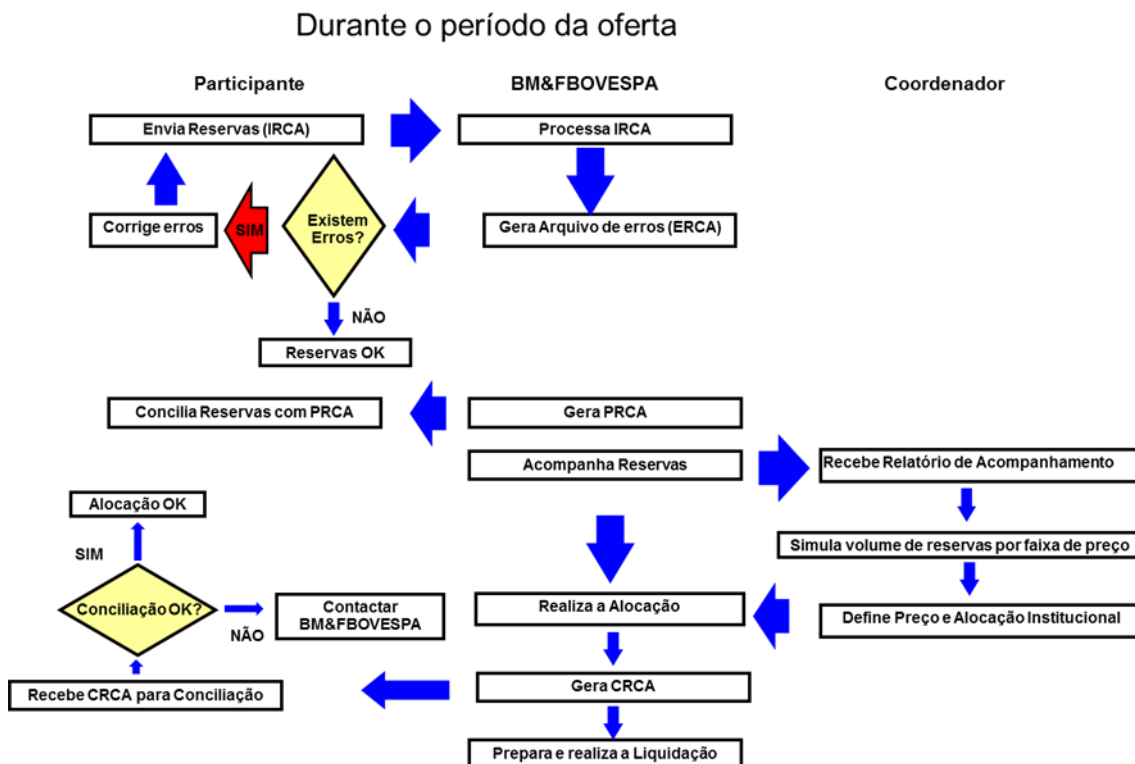 Durante o período da oferta
Participante
BM&FBOVESPA
Coordenador
Envia Reservas (IRCA)
Processa IRCA
Corrige erros
SIM
Existem
Erros?
Gera Arquivo de erros (ERCA)
NÃO
Reservas OK
Concilia Reservas com PRCA
Gera PRCA
Acompanha Reservas
Recebe Relatório de Acompanhamento
Alocação OK
SIM
Simula volume de reservas por faixa de preço
Conciliação OK?
NÃO
Contactar
BM&FBOVESPA
Realiza a Alocação
Define Preço e Alocação Institucional
Recebe CRCA para Conciliação
Gera CRCA
Prepara e realiza a Liquidação